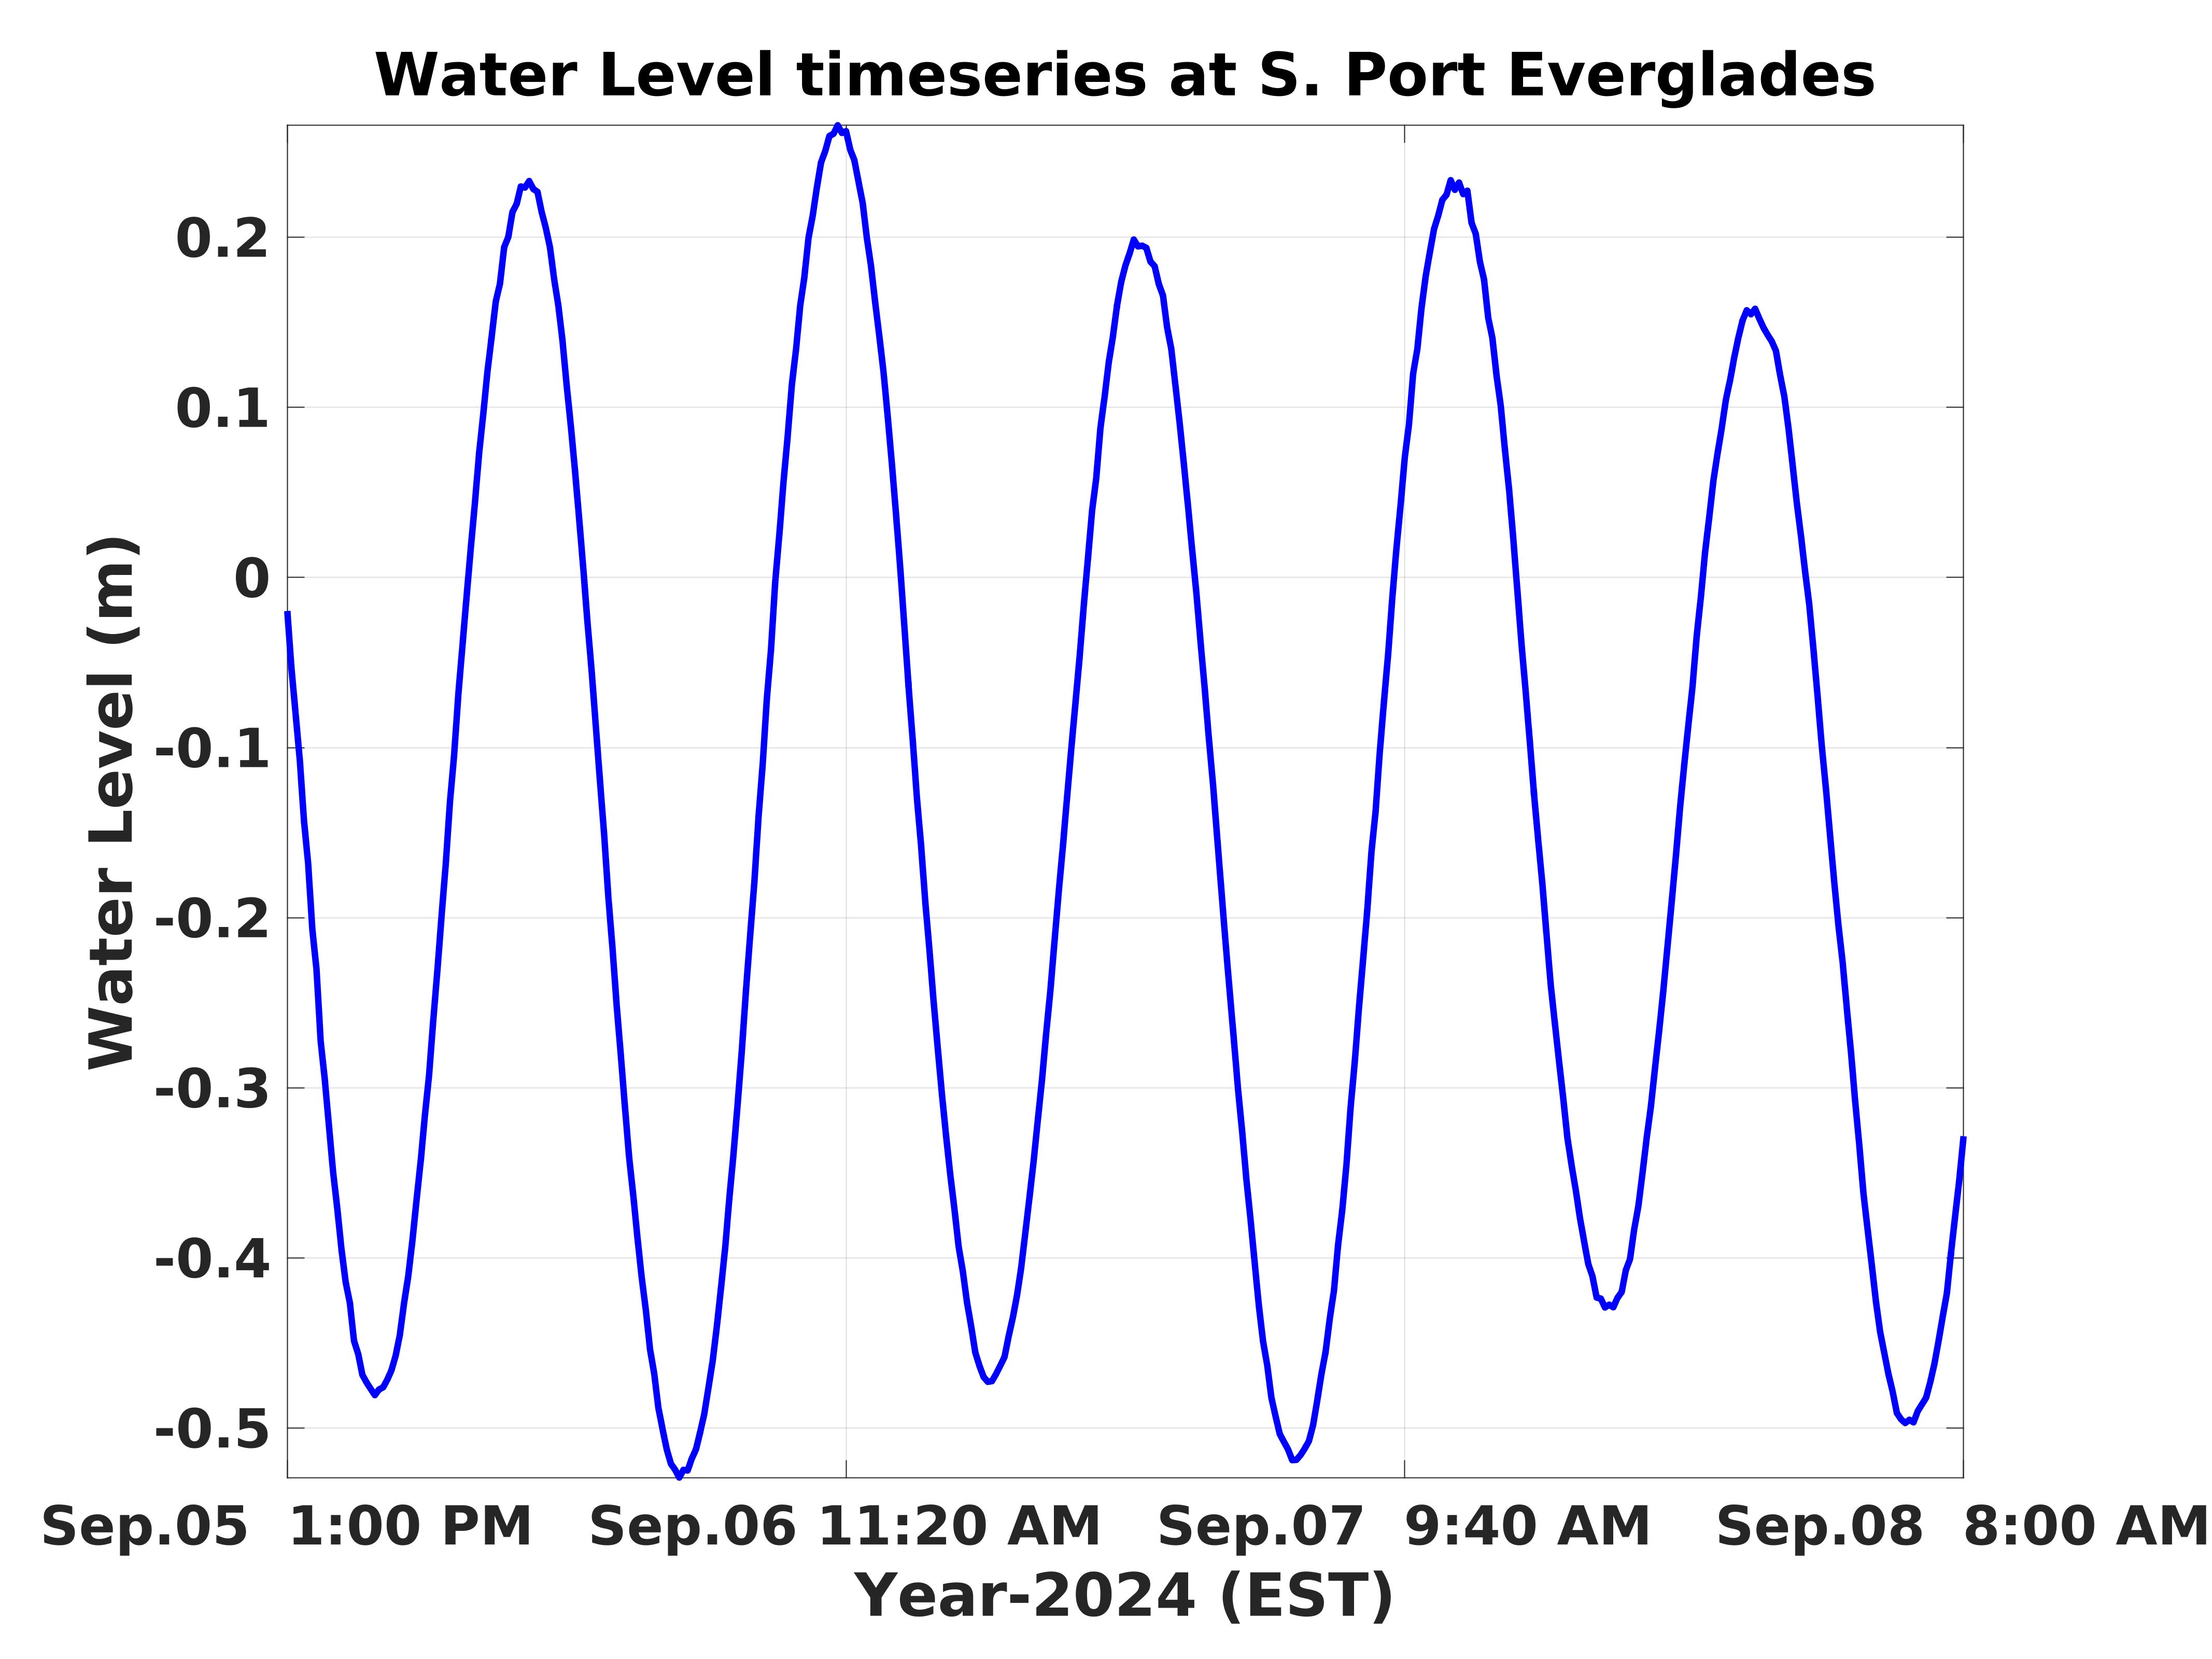 Water Level timeseries at S. Port Everglades
Water Level (m)
0.2
0.1
0
-0.1
-0.2
-0.3
-0.4
-0.5
Sep.05 1:00 PM Sep.06 11:20 AM Sep.07 9:40 AM Sep.08 8:00 AM
Year-2024 (EST)